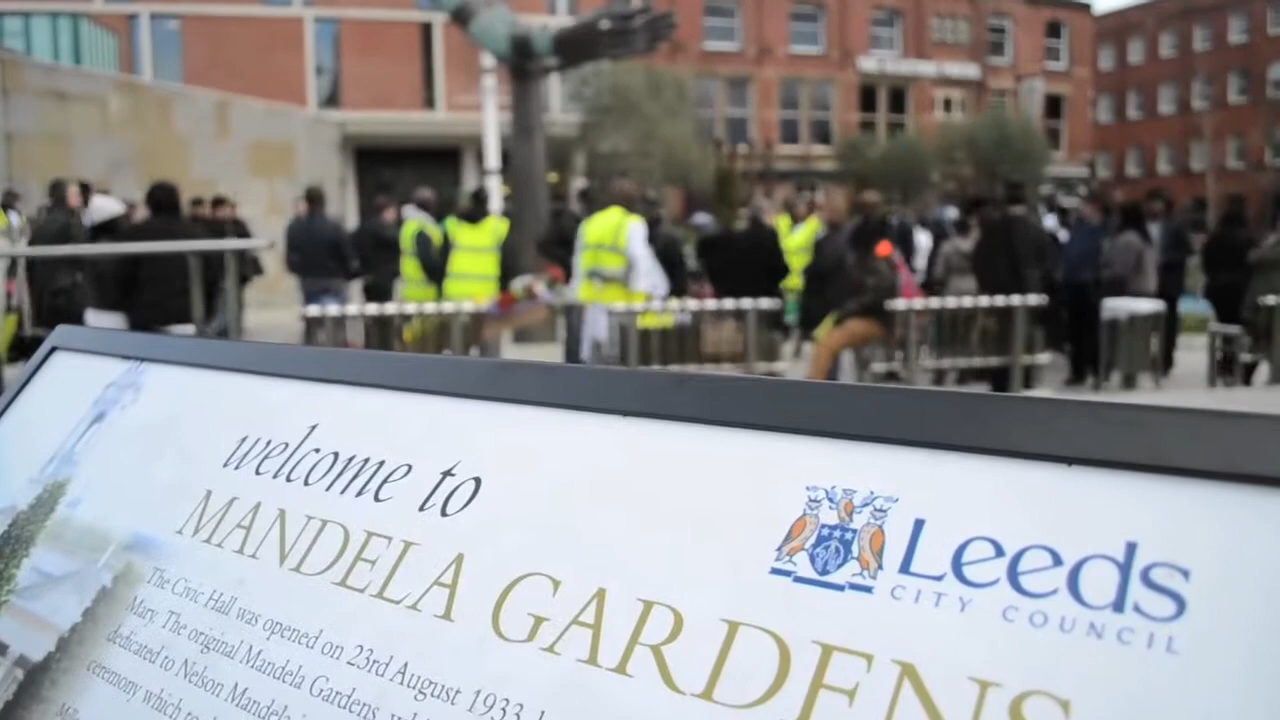 welcome to
MANDELA GARDENS
Leeds
CITY COUNCIL
The Civic Hall was opened on 23rd August 1933
Mary. The original Mandela Gardens,
dedicated to Nelson Mandela
ceremony which